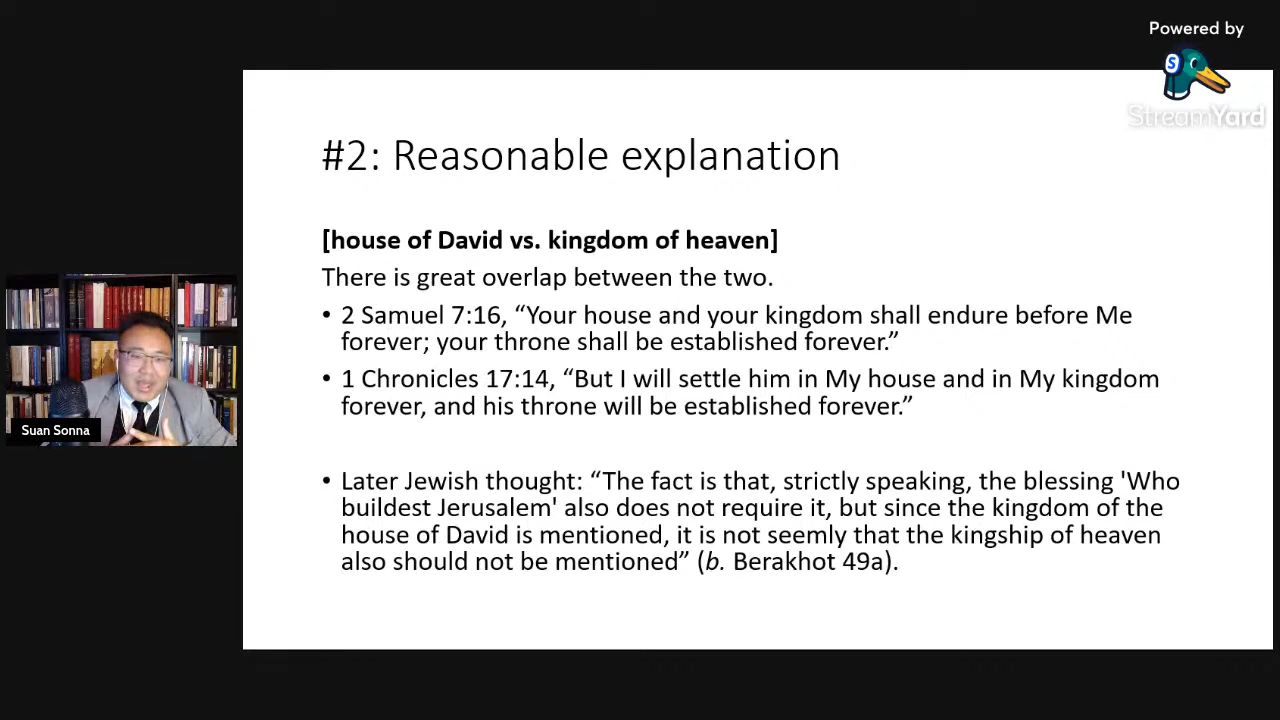 Powered by
StreamYard
#2: Reasonable explanation
[house of David vs. kingdom of heaven]
There is great overlap between the two.
• 2 Samuel 7:16, “Your house and your kingdom shall endure before Me
forever; your throne shall be established forever.”
• 1 Chronicles 17:14, “But I will settle him in My house and in My kingdom
forever, and his throne will be established forever.”
• Later Jewish thought: “The fact is that, strictly speaking, the blessing 'Who
buildest Jerusalem' also does not require it, but since the kingdom of the
house of David is mentioned, it is not seemly that the kingship of heaven
also should not be mentioned” (b. Berakhot 49a).
Suan Sonna